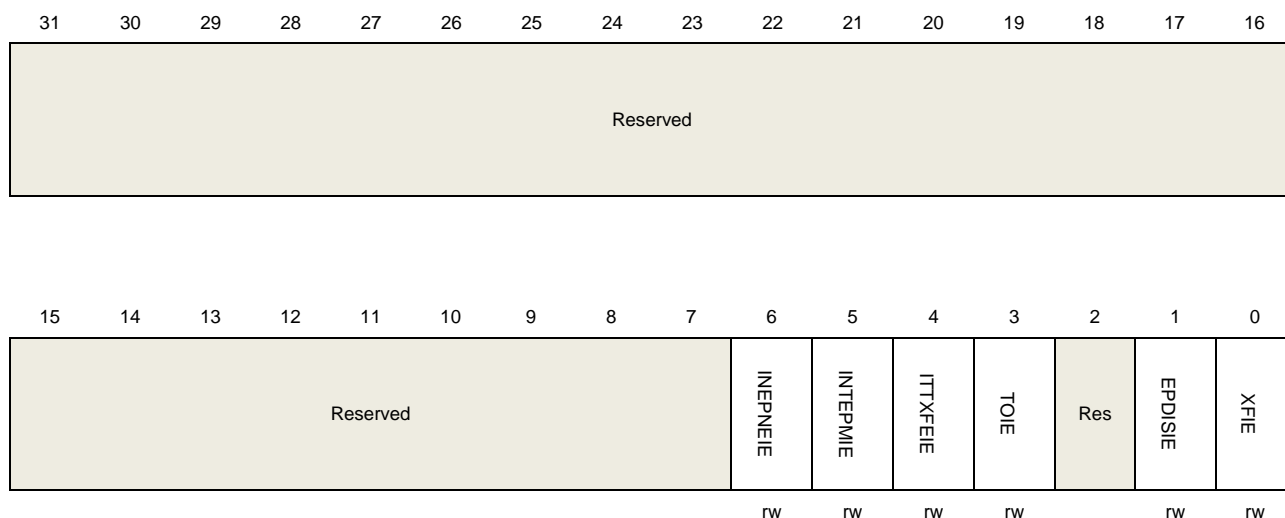 31 30 29 28 27 26 25 24 23 22 21 20 19 18 17 16
Reserved
15 14 13 12 11 10 9 8 7 6 5 4 3 2 1 0
Reserved INEPNEIE INTEPMIE ITTXFEIE TOIE Res EPDISIE XFIE
rw rw rw rw rw rw